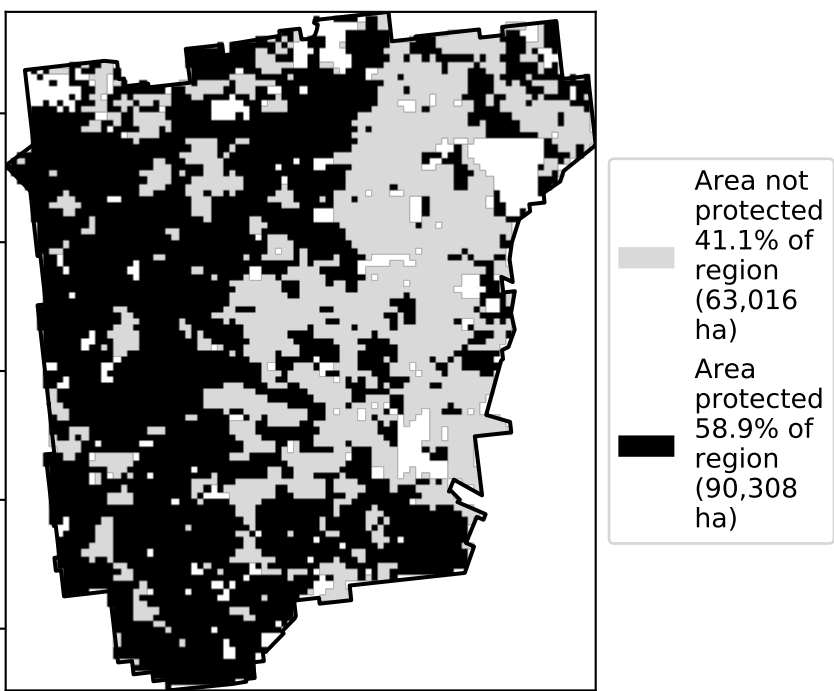 Area not
protected
41.1% of
region
(63,016
ha)
Area
protected
58.9% of
region
(90,308
ha)